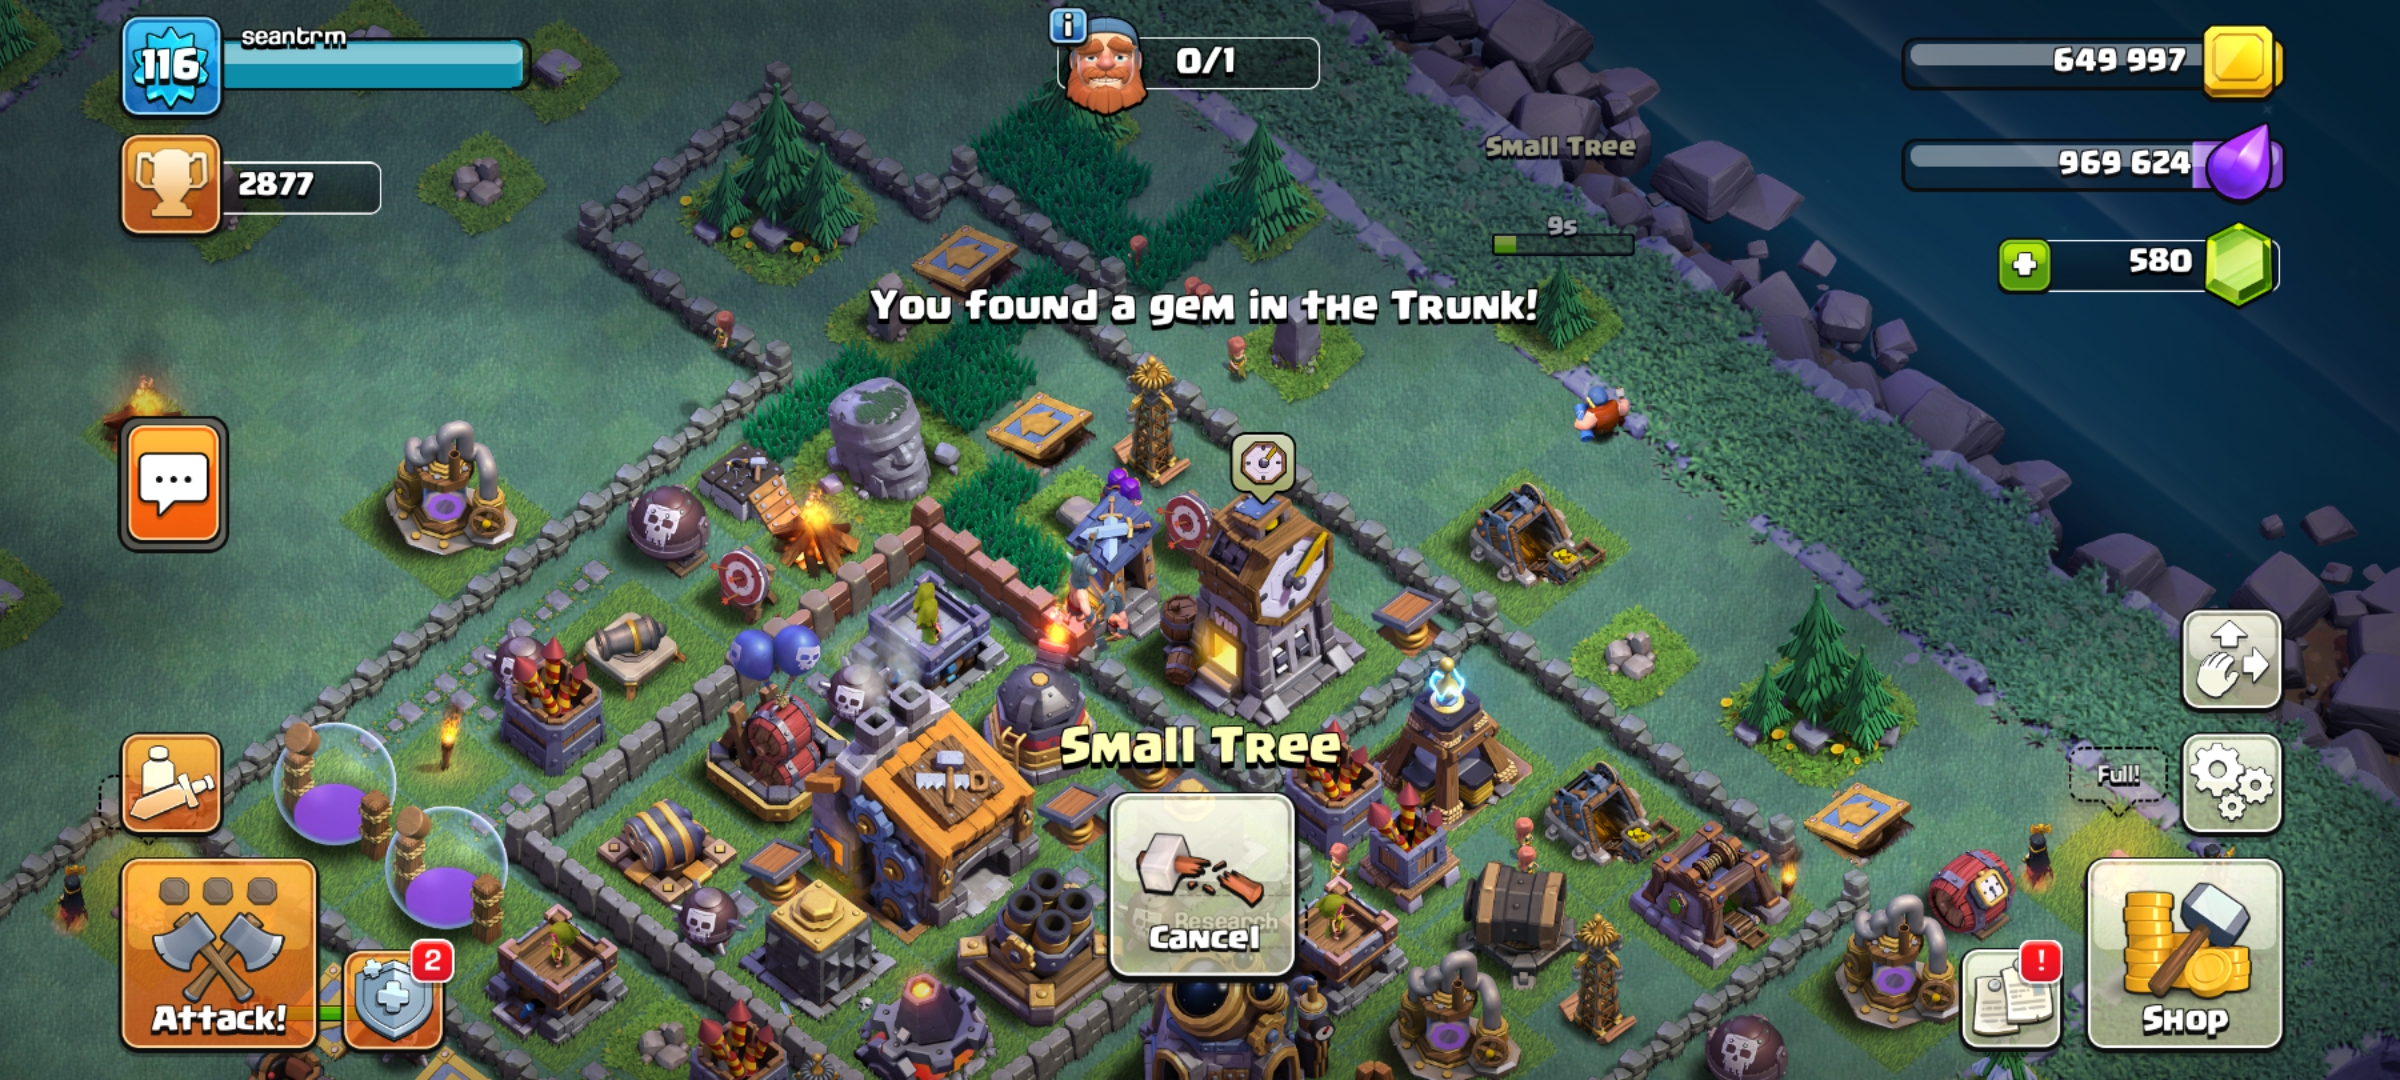 116
seantrm
0/1
649 997
2877
Small Tree
969 624
9s
580
You found a gem in the Trunk!
VIII
Small Tree
Full!
Research
Cancel
2
!
Attack!
Shop